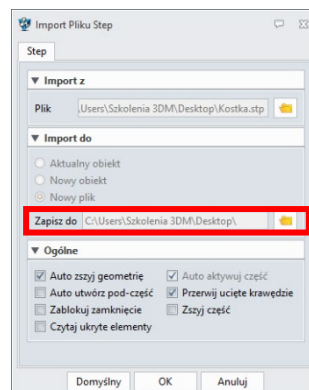 Import Pliku Step
Step
Import z
Plik ,Users\Szkolenia 3DM\Desktop\Kostka.stp
Import do
Aktualny obiekt
Nowy obiekt
Nowy plik
Zapisz do C:\Users\Szkolenia 3DM\Desktop\
Ogólne
Auto zszyj geometrię Auto aktywuj część
Auto utwórz pod-część Przerwij ucięte krawędzie
Zablokuj zamknięcie Zszyj część
Czytaj ukryte elementy
Domyślny OK Anuluj